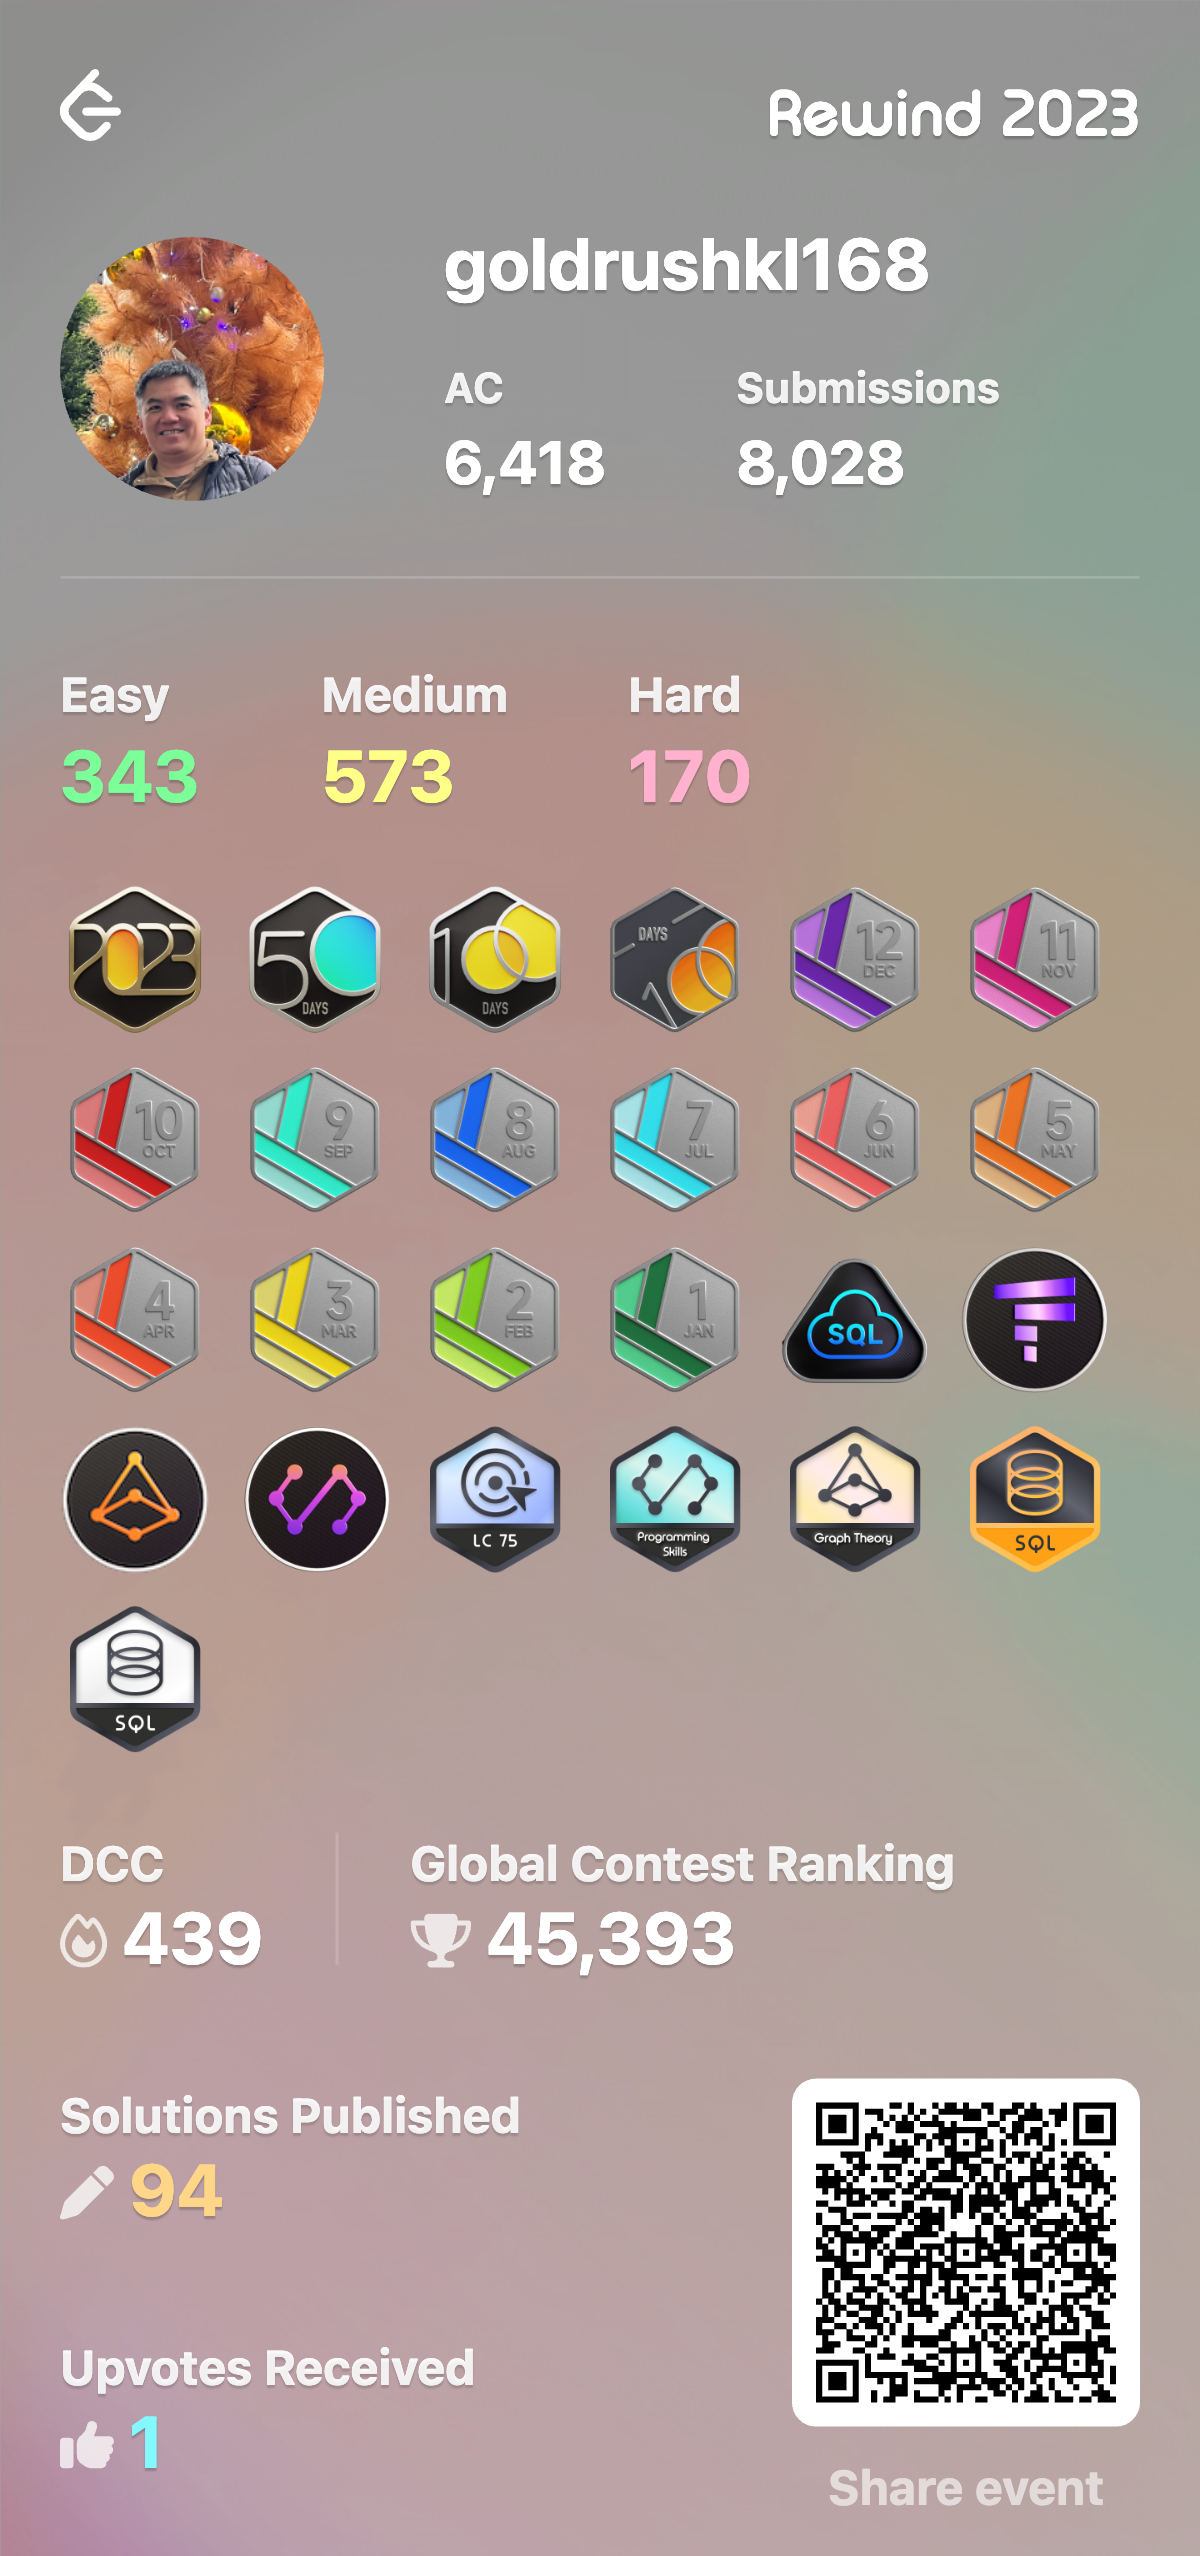 Rewind 2023
goldrushkl168
AC
Submissions
6,418
8,028
Easy
Medium
Hard
343
573
170
2023
50
DAYS
100
DAYS
DAYS
100
12
DEC
11
NOV
10
OCT
9
SEP
8
AUG
7
JUL
6
JUN
5
MAY
4
APR
3
MAR
2
FEB
1
JAN
SQL
LC 75
Programming
Skills
Graph Theory
SQL
SQL
DCC
Global Contest Ranking
439
45,393
Solutions Published
94
Upvotes Received
1
Share event